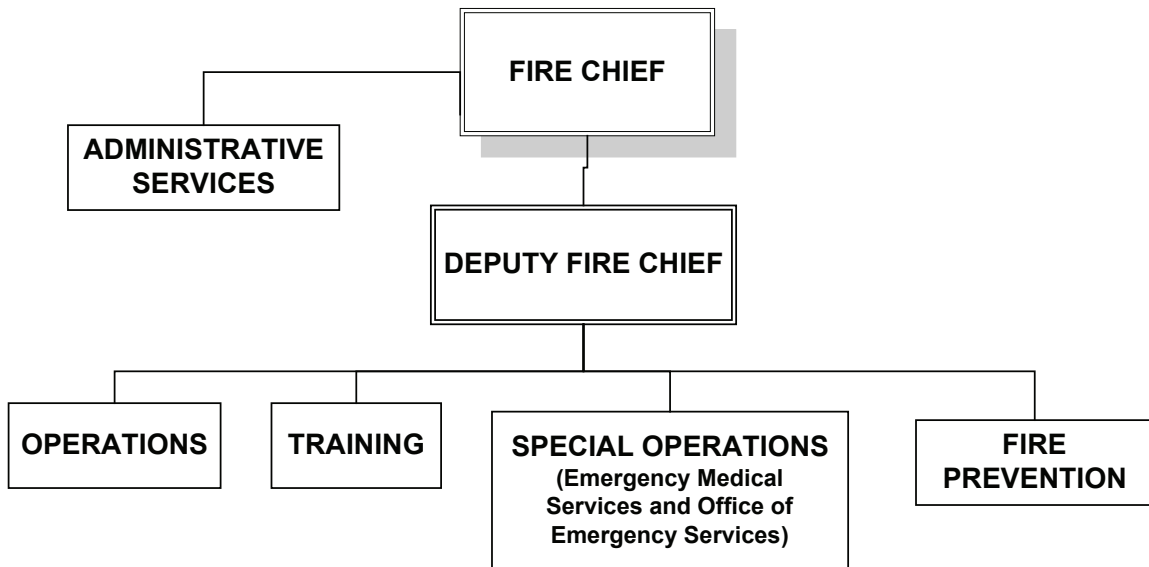 FIRE CHIEF
ADMINISTRATIVE
SERVICES
DEPUTY FIRE CHIEF
OPERATIONS
TRAINING
SPECIAL OPERATIONS
(Emergency Medical
Services and Office of
Emergency Services)
FIRE
PREVENTION